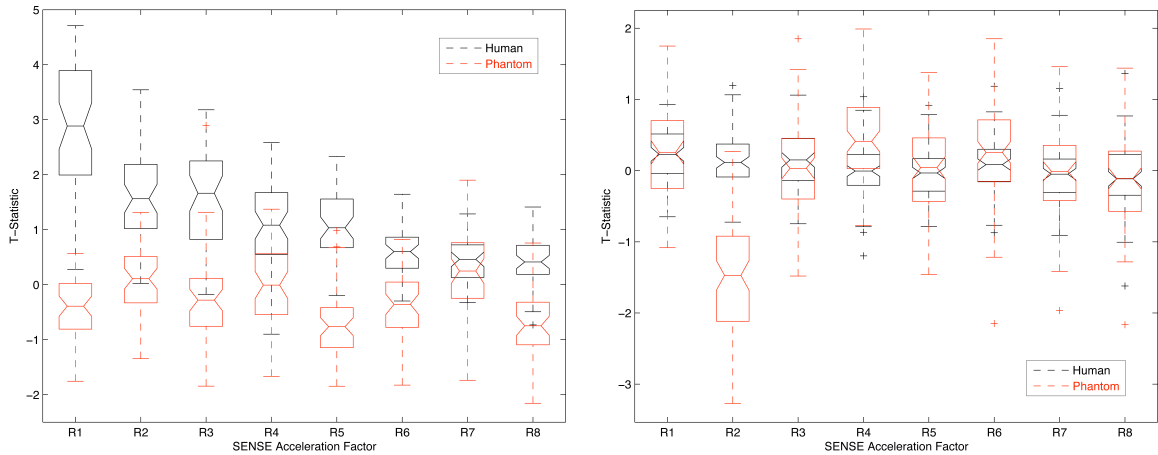 5
4
3
2
1
0
−1
−2
T−Statistic
Human
Phantom
R1 R2 R3 R4 R5 R6 R7 R8
SENSE Acceleration Factor
2
1
0
−1
−2
−3
T−Statistic
Human
Phantom
R1 R2 R3 R4 R5 R6 R7 R8
SENSE Acceleration Factor